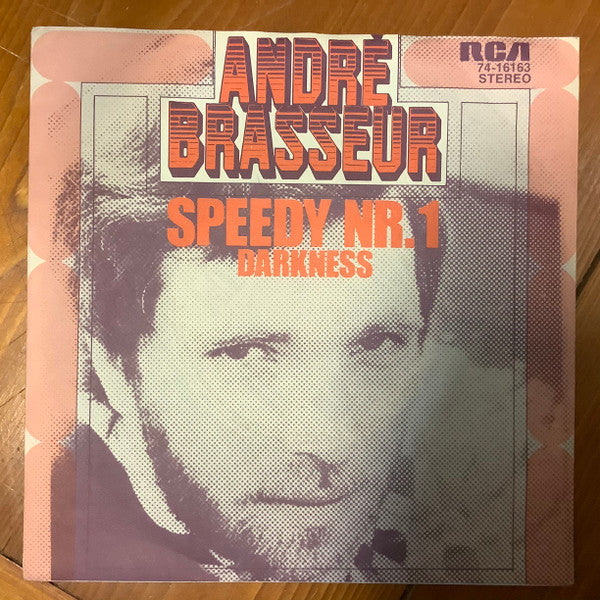 ANDRÉ
BRASSEUR
RCA
74-16163
STEREO
SPEEDY NR.1
DARKNESS